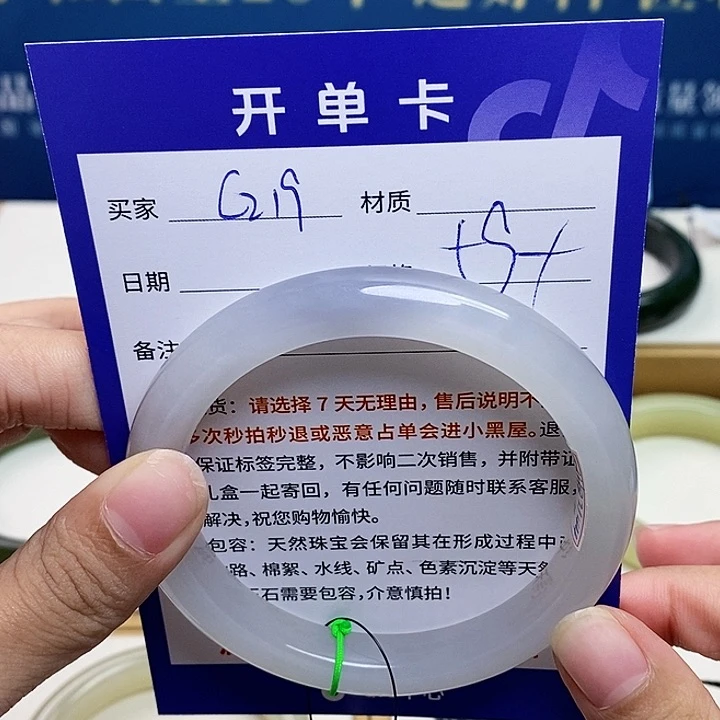 开单卡
买家 G219 材质
日期
备注
货：请选择7天无理由，售后说明不
多次秒拍秒退或恶意占单会进小黑屋。退
保证标签完整，不影响二次销售，并附带证
礼盒一起寄回，有任何问题随时联系客服，
解决，祝您购物愉快。
包容：天然珠宝会保留其在形成过程中
路、棉絮、水线、矿点、色素沉淀等天然
石需要包容，介意慎拍！